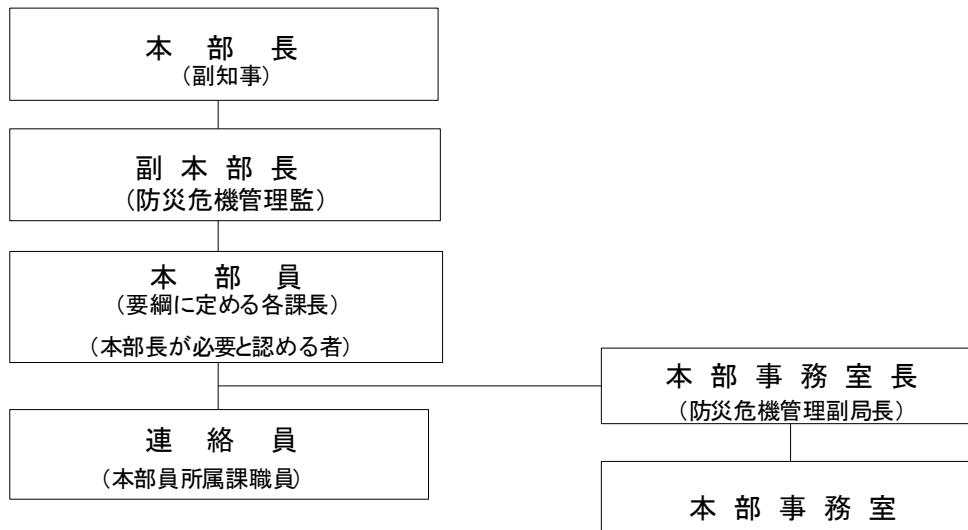 本部長
(副知事)
副本部長
(防災危機管理監)
本部員
(要綱に定める各課長)
(本部長が必要と認める者)
本部事務室長
(防災危機管理副局長)
連絡員
(本部員所属課職員)
本部事務室